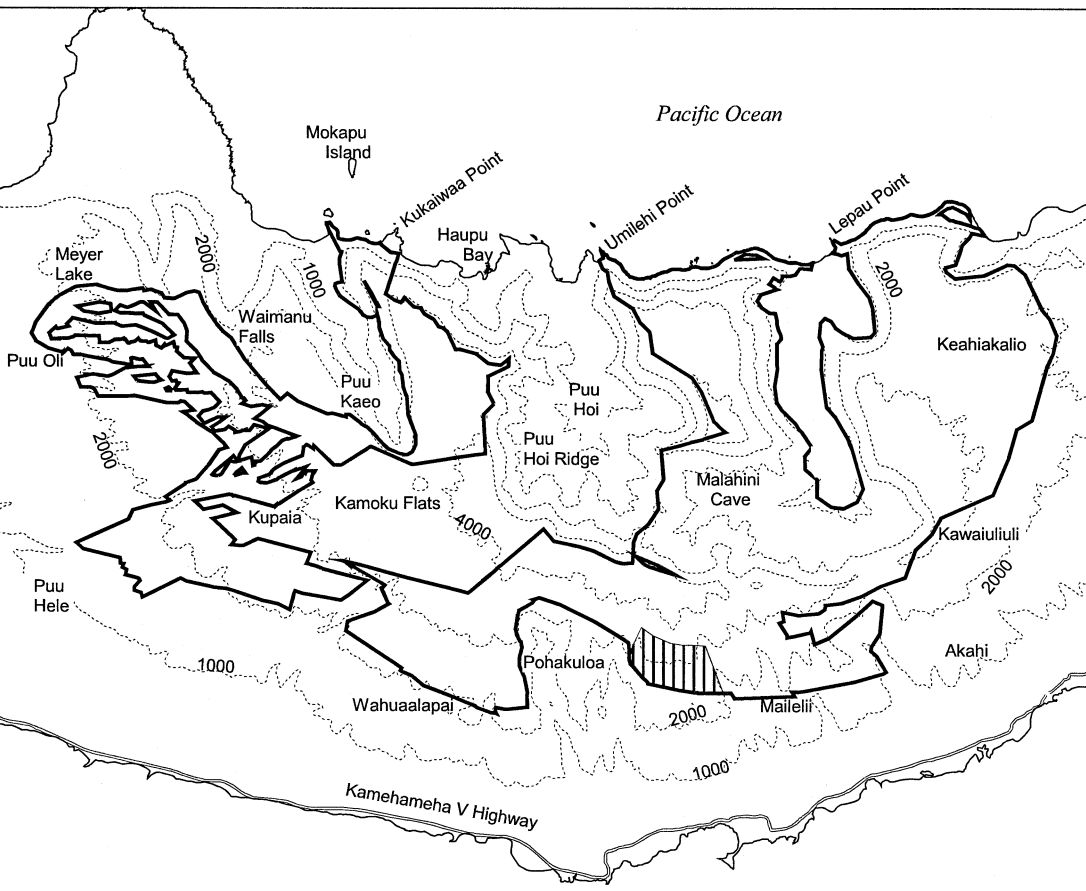 Pacific Ocean
Mokapu
Island
Kukaiwaa Point
Umilehi Point
Lepau Point
Haupu
Bay
Meyer
Lake
2000
1000
2000
Waimanu
Falls
Puu Oli
Keahiakalio
Puu
Kaeo
Puu
Hoi
Puu
Hoi Ridge
2000
Malahini
Cave
Kamoku Flats
Kupaia
4000
Kawaiuliuli
2000
Puu
Hele
1000
Pohakuloa
Akahi
Wahuaalapai
2000
Mailelii
1000
Kamehameha V Highway